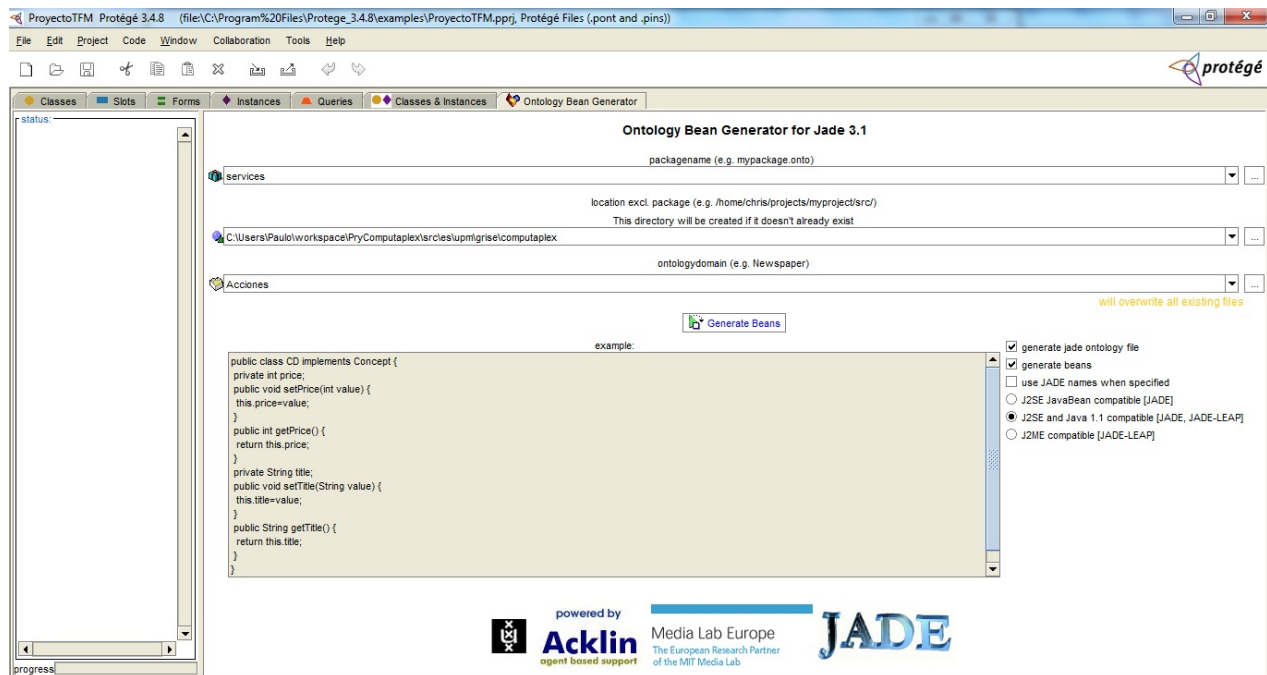 ProyectoTFM Protégé 3.4.8 (file:\C:\Program%20Files\Protege_3.4.8\examples\ProyectoTFM.pprj, Protégé Files (.pont and .pins))
File Edit Project Code Window Collaboration Tools Help
protégé
Classes Slots Forms Instances Queries Classes & Instances Ontology Bean Generator
status:
Ontology Bean Generator for Jade 3.1
packagename (e.g. mypackage.onto)
services
...
location excl. package (e.g. /home/chris/projects/myproject/src/)
This directory will be created if it doesn't already exist
C:\Users\Paulo\workspace\PryComputaplex\src\es\upm\grise\computaplex
...
ontologydomain (e.g. Newspaper)
Acciones
...
will overwrite all existing files
Generate Beans
example:
public class CD implements Concept {
private int price;
public void setPrice(int value) {
this.price=value;
}
public int getPrice() {
return this.price;
}
private String title;
public void setTitle(String value) {
this.title=value;
}
public String getTitle() {
return this.title;
}
}
generate jade ontology file
generate beans
use JADE names when specified
J2SE JavaBean compatible [JADE]
J2SE and Java 1.1 compatible [JADE, JADE-LEAP]
J2ME compatible [JADE-LEAP]
powered by
Acklin
agent based support
Media Lab Europe
The European Research Partner
of the MIT Media Lab
JADE
progress